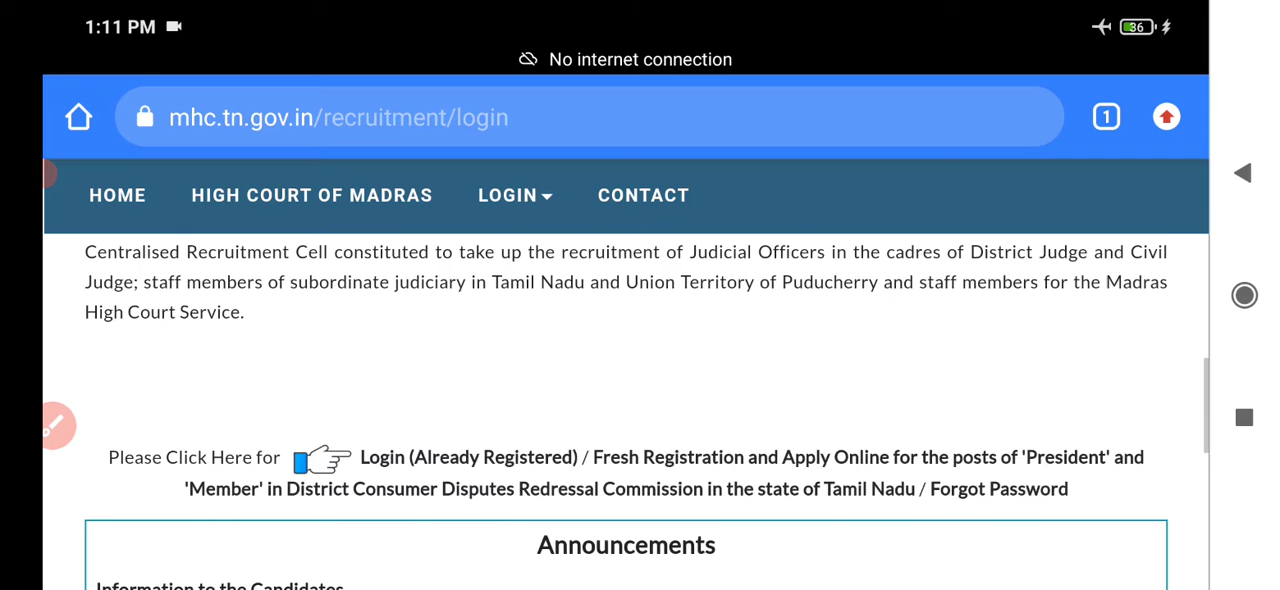 1:11 PM
36
No internet connection
mhc.tn.gov.in/recruitment/login
1
HOME HIGH COURT OF MADRAS LOGIN CONTACT
Centralised Recruitment Cell constituted to take up the recruitment of Judicial Officers in the cadres of District Judge and Civil
Judge; staff members of subordinate judiciary in Tamil Nadu and Union Territory of Puducherry and staff members for the Madras
High Court Service.
Please Click Here for Login (Already Registered) / Fresh Registration and Apply Online for the posts of 'President' and
'Member' in District Consumer Disputes Redressal Commission in the state of Tamil Nadu / Forgot Password
Announcements
Information to the Candidates